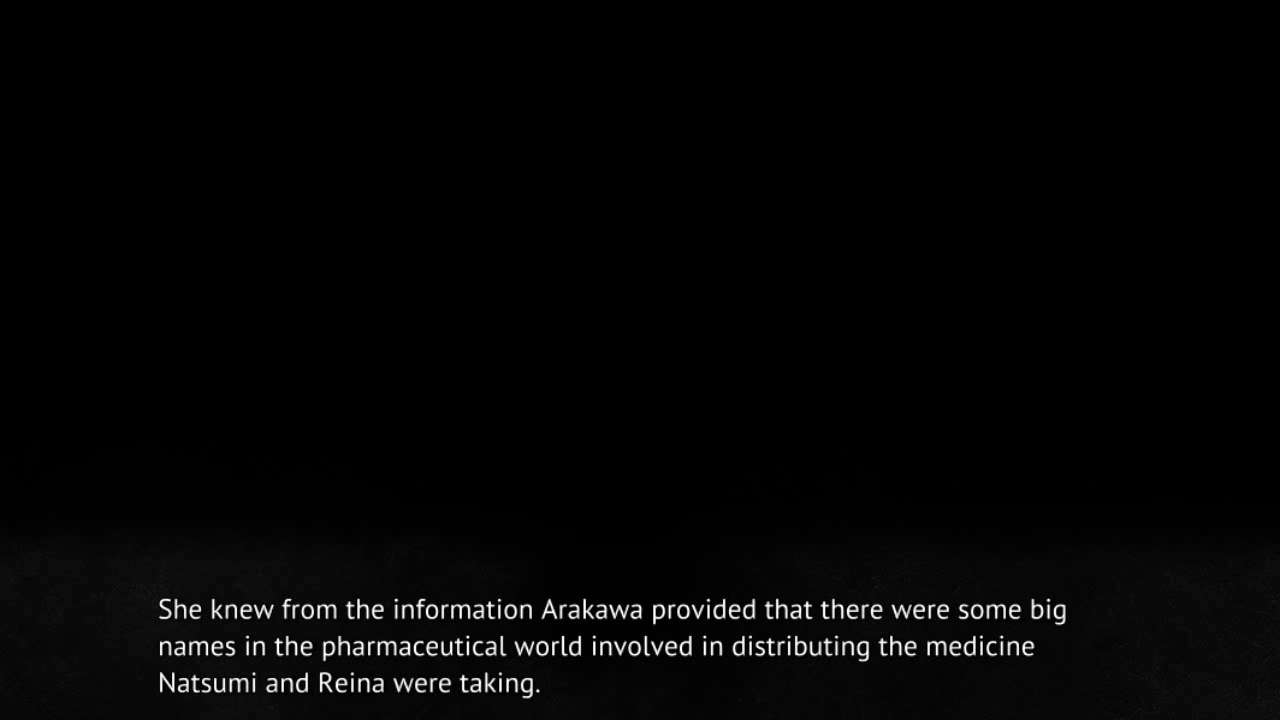 She knew from the information Arakawa provided that there were some big
names in the pharmaceutical world involved in distributing the medicine
Natsumi and Reina were taking.